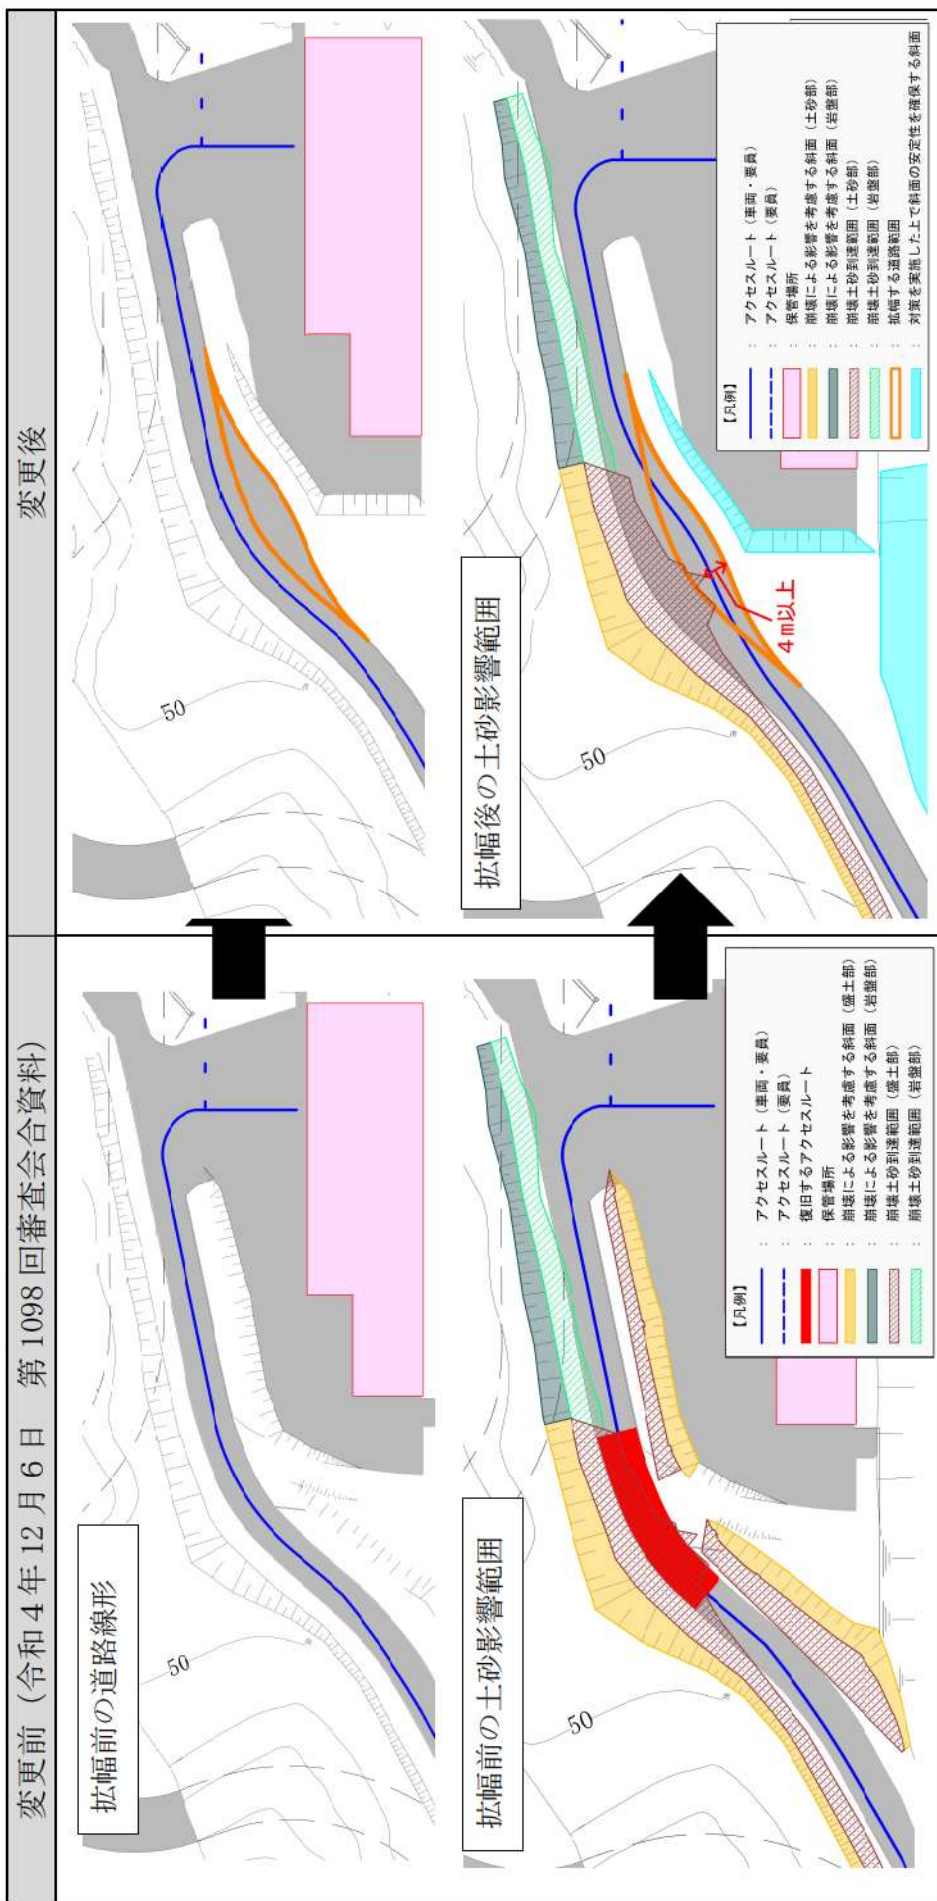 変更前（令和４年 12 月 6 日　第 1098 回審査会合資料）
変更後
拡幅前の道路線形
50
50
拡幅前の土砂影響範囲
50
【凡例】
： アクセスルート（車両・要員）
： アクセスルート（要員）
： 復旧するアクセスルート
： 保管場所
： 崩壊による影響を考慮する斜面（盛土部）
： 崩壊による影響を考慮する斜面（岩盤部）
： 崩壊土砂到達範囲（盛土部）
： 崩壊土砂到達範囲（岩盤部）
拡幅後の土砂影響範囲
50
4m以上
【凡例】
： アクセスルート（車両・要員）
： アクセスルート（要員）
： 保管場所
： 崩壊による影響を考慮する斜面（土砂部）
： 崩壊による影響を考慮する斜面（岩盤部）
： 崩壊土砂到達範囲（土砂部）
： 崩壊土砂到達範囲（岩盤部）
： 拡幅する道路範囲
： 対策を実施した上で斜面の安定性を確保する斜面